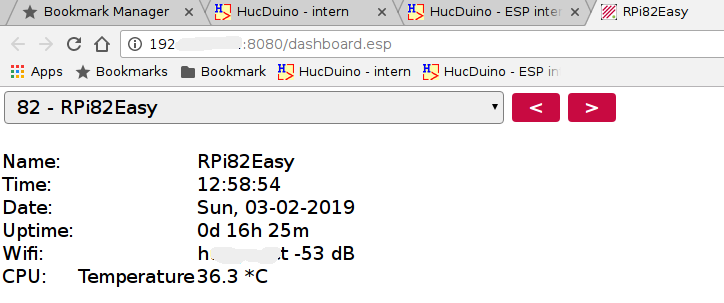 Bookmark Manager HucDuino - intern HucDuino - ESP inter RPi82Easy
192 :8080/dashboard.esp
Apps Bookmarks Bookmark HucDuino - intern HucDuino - ESP in
82 - RPi82Easy < >
Name: RPi82Easy
Time: 12:58:54
Date: Sun, 03-02-2019
Uptime: 0d 16h 25m
Wifi: h t -53 dB
CPU: Temperature 36.3 *C